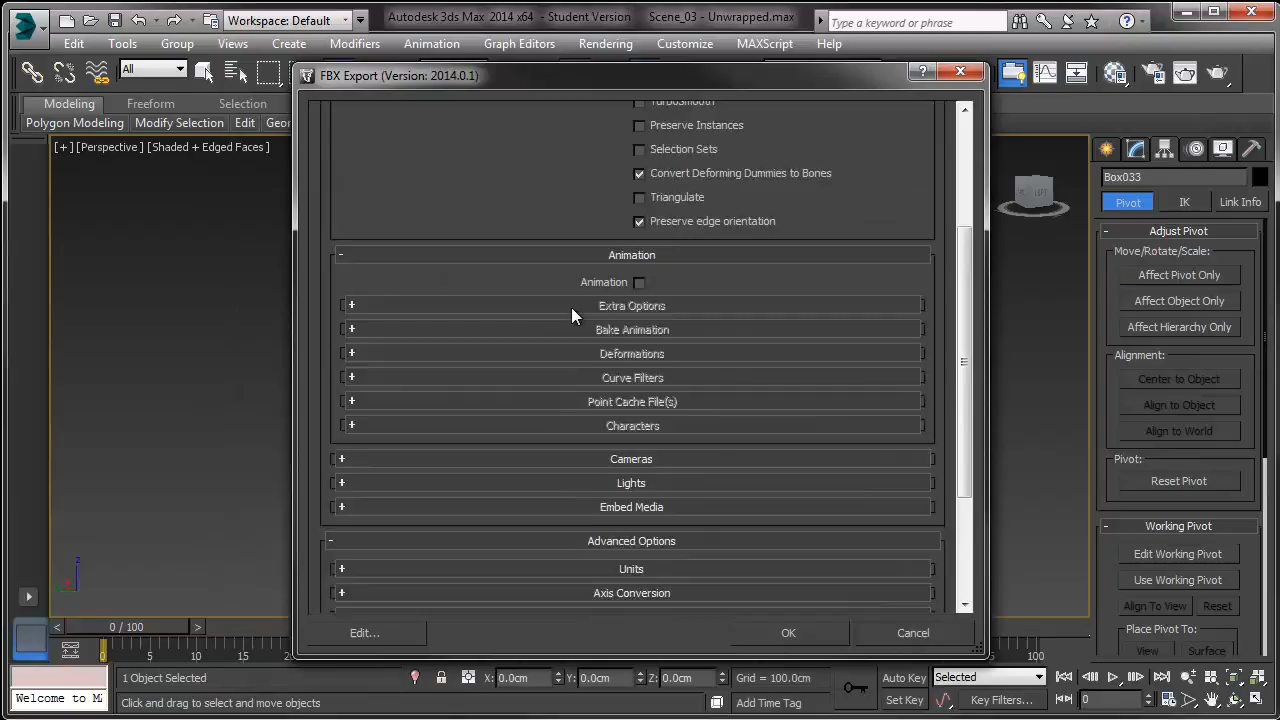 Workspace: Default
Autodesk 3ds Max 2014 - Student Version Scene_03 - Unwrapped.max
Type a keyword or phrase
Edit Tools Group Views Create Modifiers Animation Graph Editors Rendering Customize MAXScript Help
All
FBX Export (Version: 2014.0.1)
Modeling Freeform Selection
Polygon Modeling Modify Selection Edit
[+] [Perspective] [Shaded + Edged Faces]
TurboSmooth
Preserve Instances
Selection Sets
Convert Deforming Dummies to Bones
Triangulate
Preserve edge orientation
- Animation
Animation
+ Extra Options
+ Bake Animation
+ Deformations
+ Curve Filters
+ Point Cache File(s)
+ Characters
+ Cameras
+ Lights
+ Embed Media
- Advanced Options
+ Units
+ Axis Conversion
Edit...
OK
Cancel
Box033
Pivot IK Link Info
- Adjust Pivot
Move/Rotate/Scale:
Affect Pivot Only
Affect Object Only
Affect Hierarchy Only
Alignment:
Center to Object
Align to Object
Align to World
Pivot:
Reset Pivot
- Working Pivot
Edit Working Pivot
Use Working Pivot
Align To View Reset
Place Pivot To:
View Surface
z
< 0 / 100 >
0 5 10 15 100
1 Object Selected X: 0.0cm Y: 0.0cm Z: 0.0cm Grid = 100.0cm Auto Key Selected
Welcome to Click and drag to select and move objects Add Time Tag Set Key Key Filters... 0